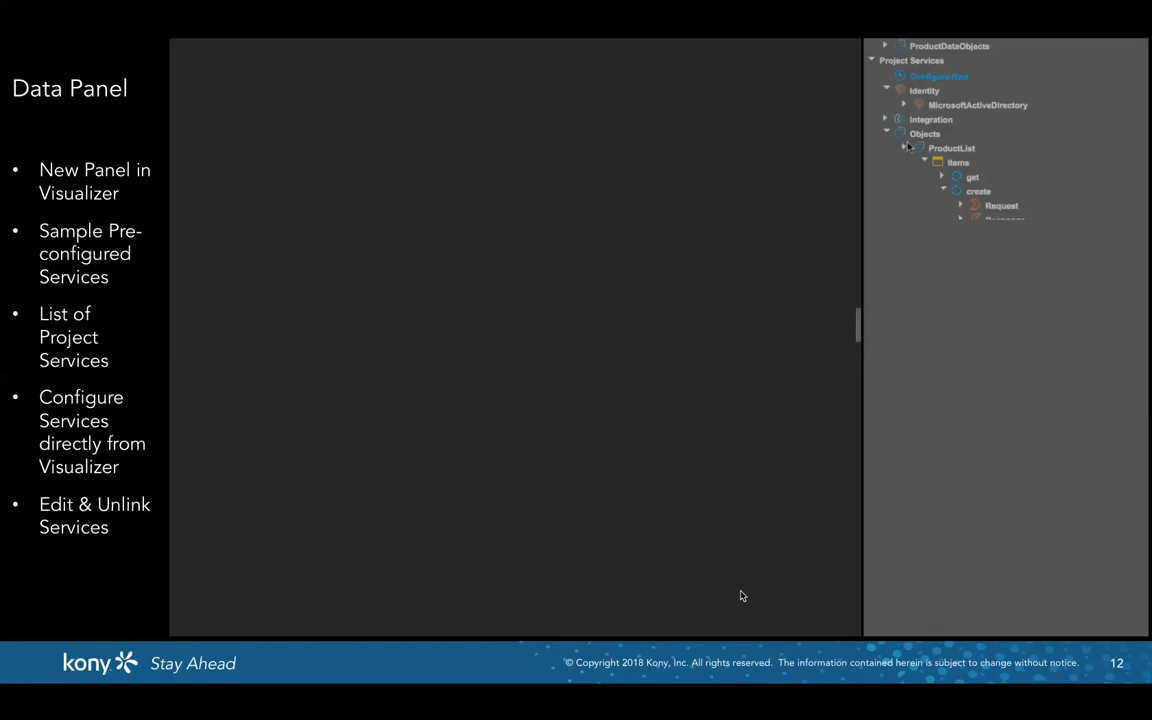 Data Panel
• New Panel in
Visualizer
• Sample Pre-
configured
Services
• List of
Project
Services
• Configure
Services
directly from
Visualizer
• Edit & Unlink
Services
ProductDataObjects
Project Services
Configure New
Identity
MicrosoftActiveDirectory
Integration
Objects
ProductList
Items
get
create
Request
Response
kony Stay Ahead
© Copyright 2018 Kony, Inc. All rights reserved. The information contained herein is subject to change without notice.
12